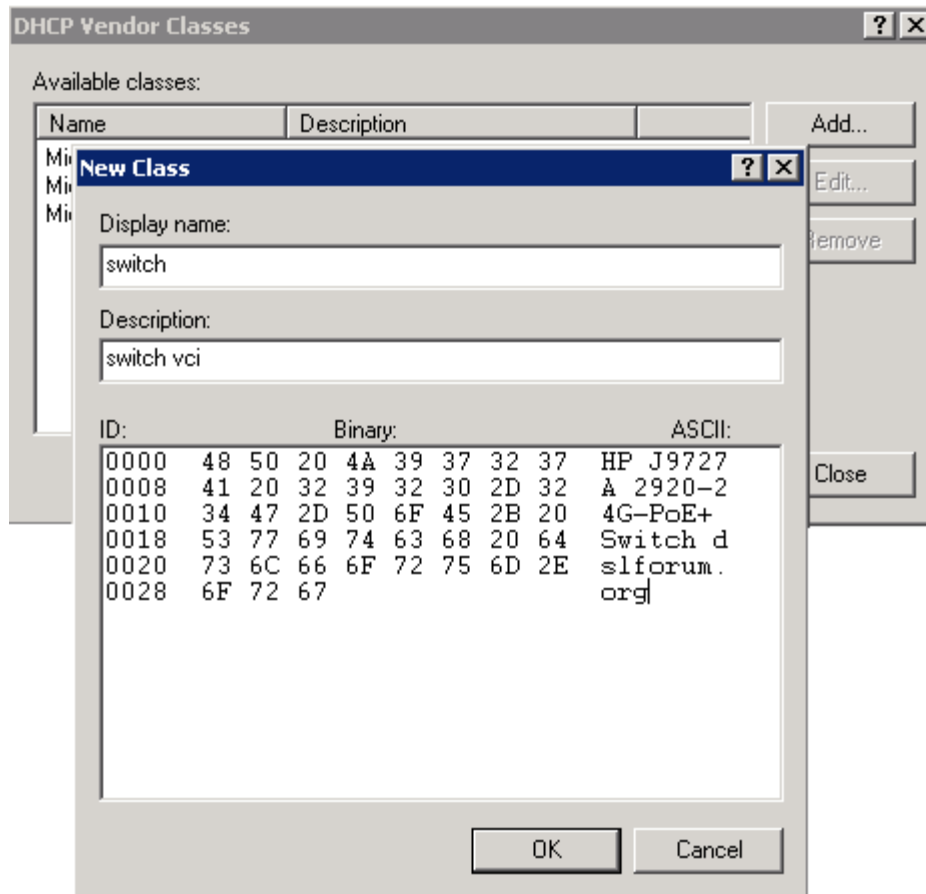 DHCP Vendor Classes
Available classes:
Name Description
Add...
Edit...
Remove
Close
New Class
Display name:
switch
Description:
switch vci
ID: Binary: ASCII:
0000 48 50 20 4A 39 37 32 37 HP J9727
0008 41 20 32 39 32 30 2D 32 A 2920-2
0010 34 47 2D 50 6F 45 2B 20 4G-PoE+
0018 53 77 69 74 63 68 20 64 Switch d
0020 73 6C 66 6F 72 75 6D 2E slforum.
0028 6F 72 67 org
OK Cancel